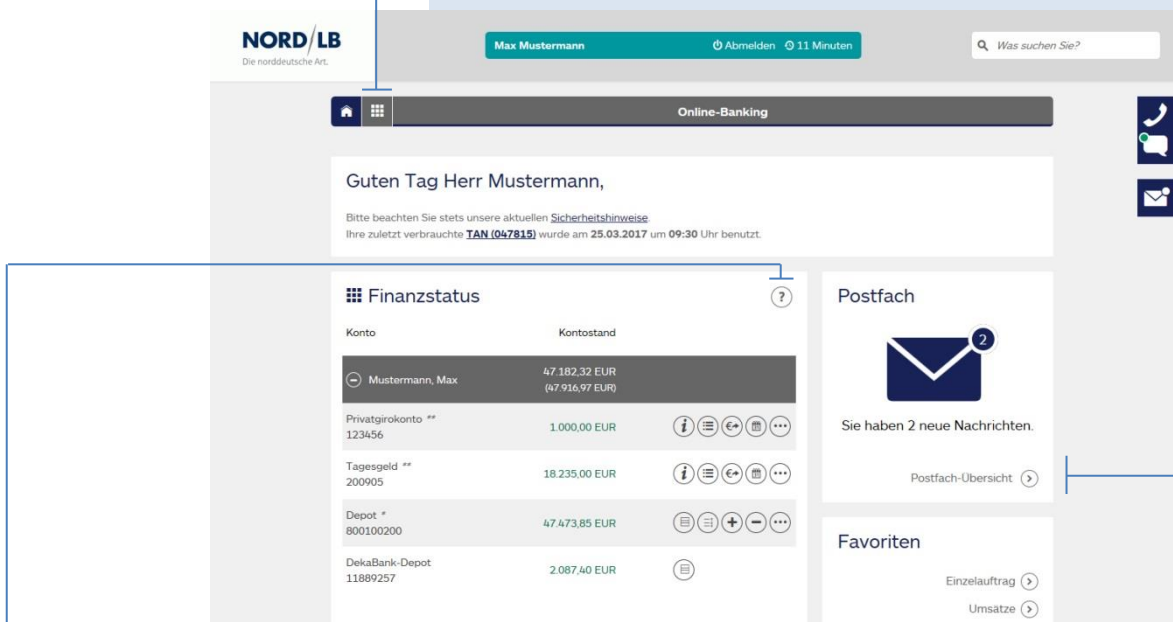 NORD/LB
Die norddeutsche Art.
Max Mustermann Abmelden 11 Minuten
Was suchen Sie?
Online-Banking
Guten Tag Herr Mustermann,
Bitte beachten Sie stets unsere aktuellen Sicherheitshinweise.
Ihre zuletzt verbrauchte TAN (047815) wurde am 25.03.2017 um 09:30 Uhr benutzt.
Finanzstatus ?
Konto Kontostand
Mustermann, Max 47.182,32 EUR
(47.916,97 EUR)
Privatgirokonto **
123456
1.000,00 EUR
Tagesgeld **
200905
18.235,00 EUR
Depot *
800100200
47.473,85 EUR
DekaBank-Depot
11889257
2.087,40 EUR
Postfach
2
Sie haben 2 neue Nachrichten.
Postfach-Übersicht
Favoriten
Einzelauftrag
Umsätze